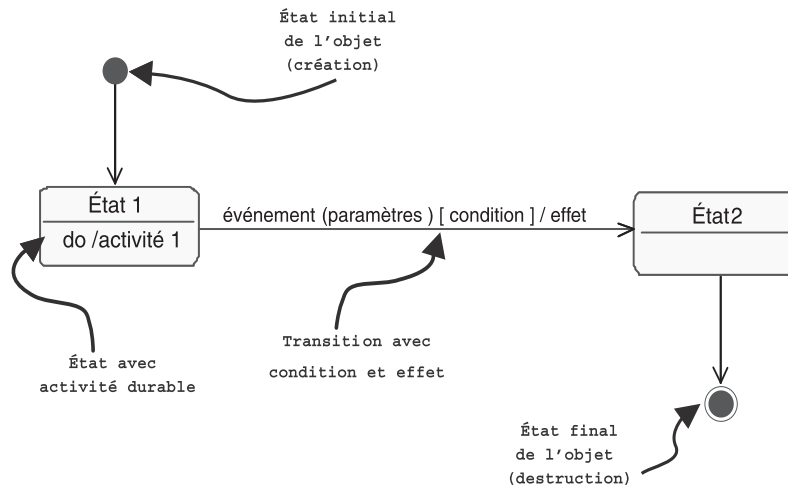 État initial
de l’objet
(création)
État 1
do /activité 1
événement (paramètres ) [ condition ] / effet
État2
Transition avec
condition et effet
État avec
activité durable
État final
de l’objet
(destruction)